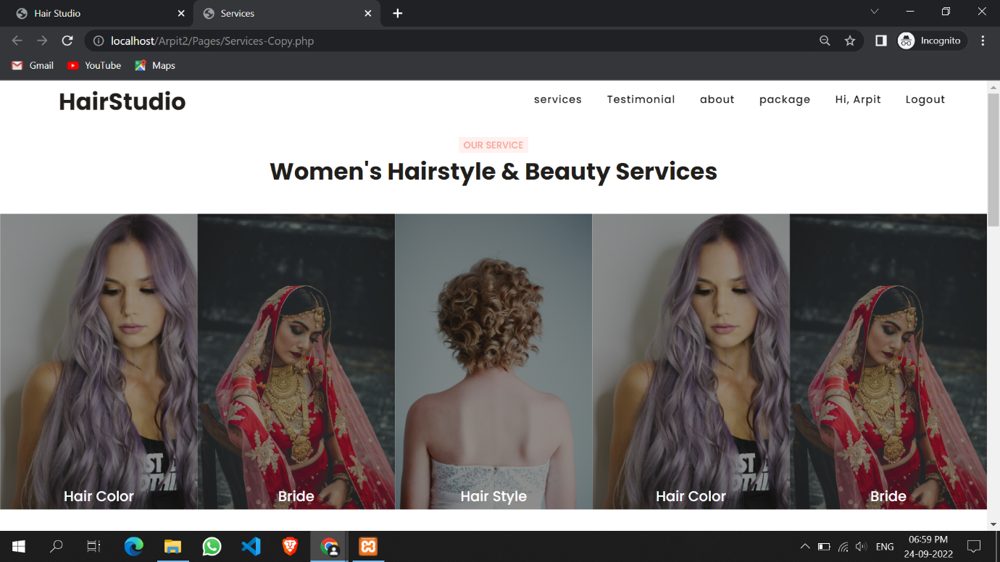 Hair Studio
Services
localhost/Arpit2/Pages/Services-Copy.php
Incognito
Gmail
YouTube
Maps
HairStudio
services
Testimonial
about
package
Hi, Arpit
Logout
OUR SERVICE
Women's Hairstyle & Beauty Services
Hair Color
Bride
Hair Style
Hair Color
Bride
ENG
06:59 PM
24-09-2022